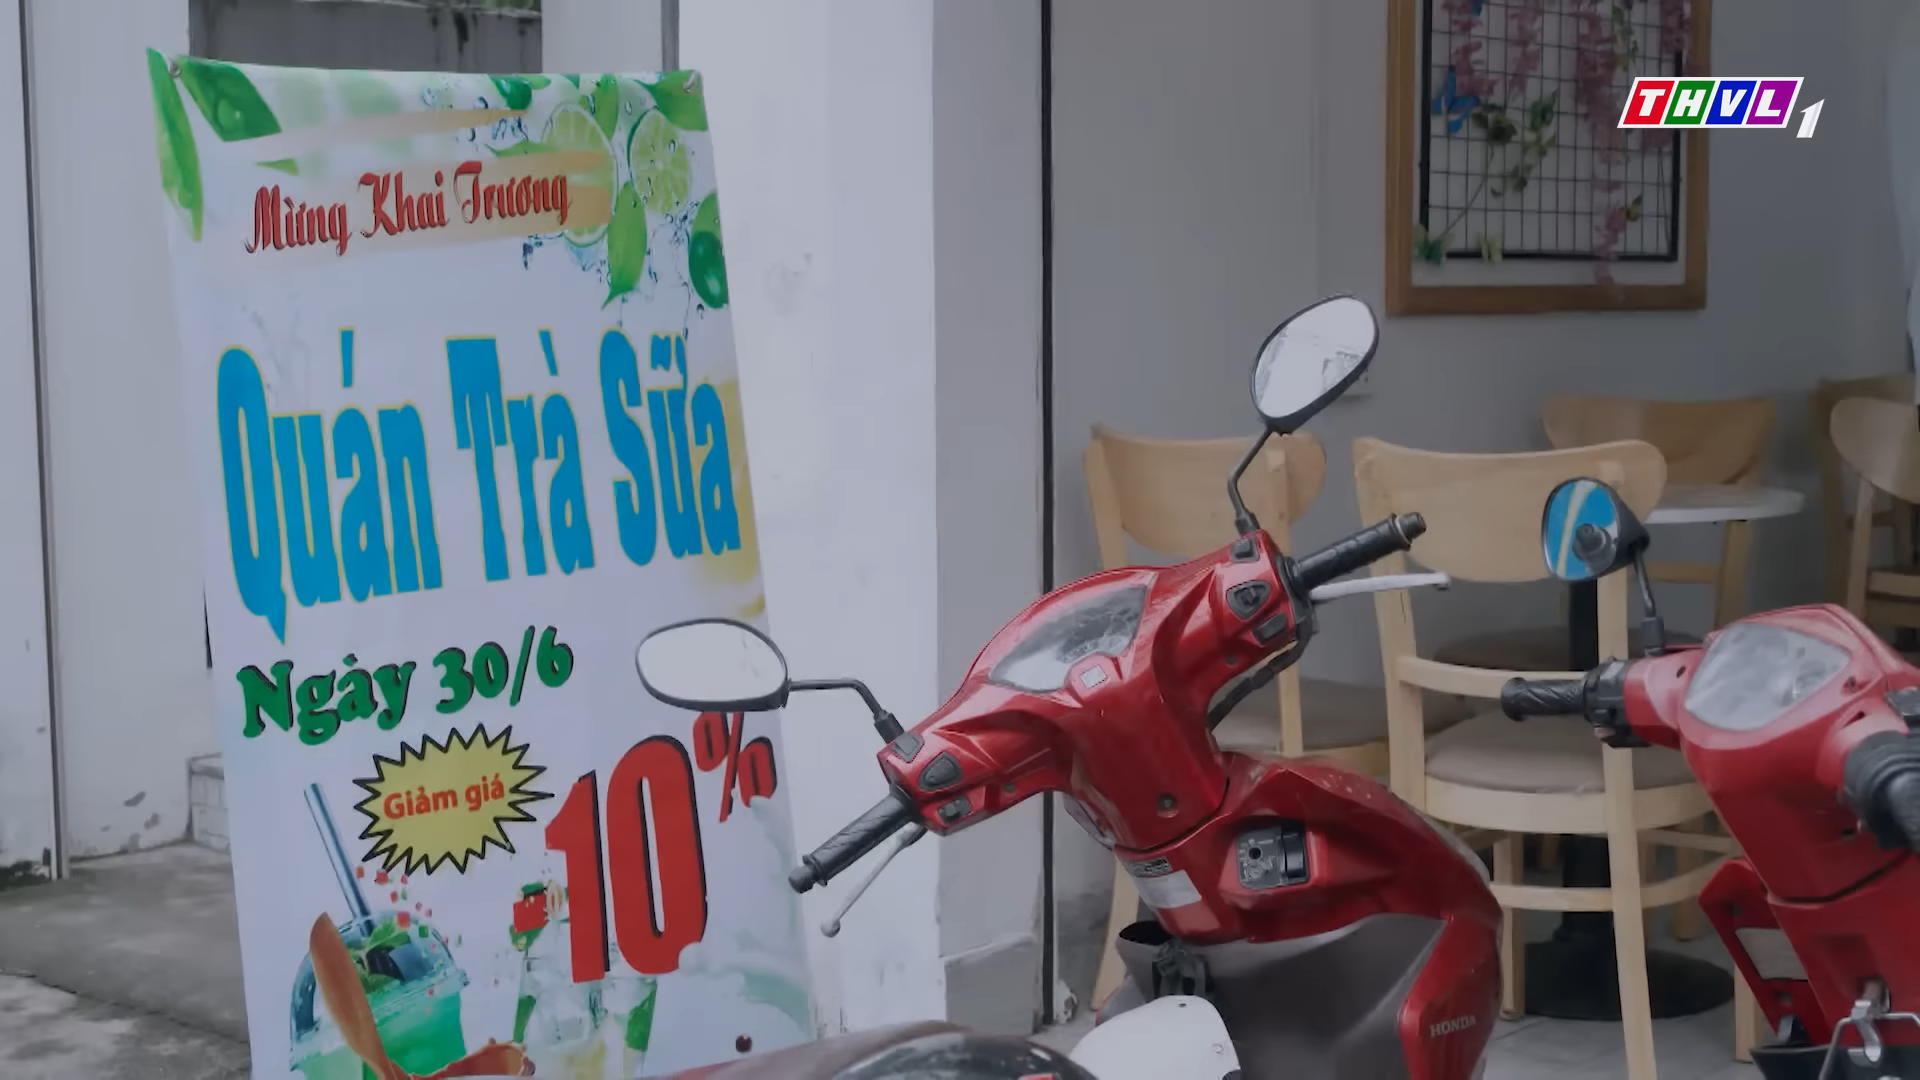 THVL1
Mừng Khai Trương
Quán Trà Sữa
Ngày 30/6
Giảm giá
10%
HONDA